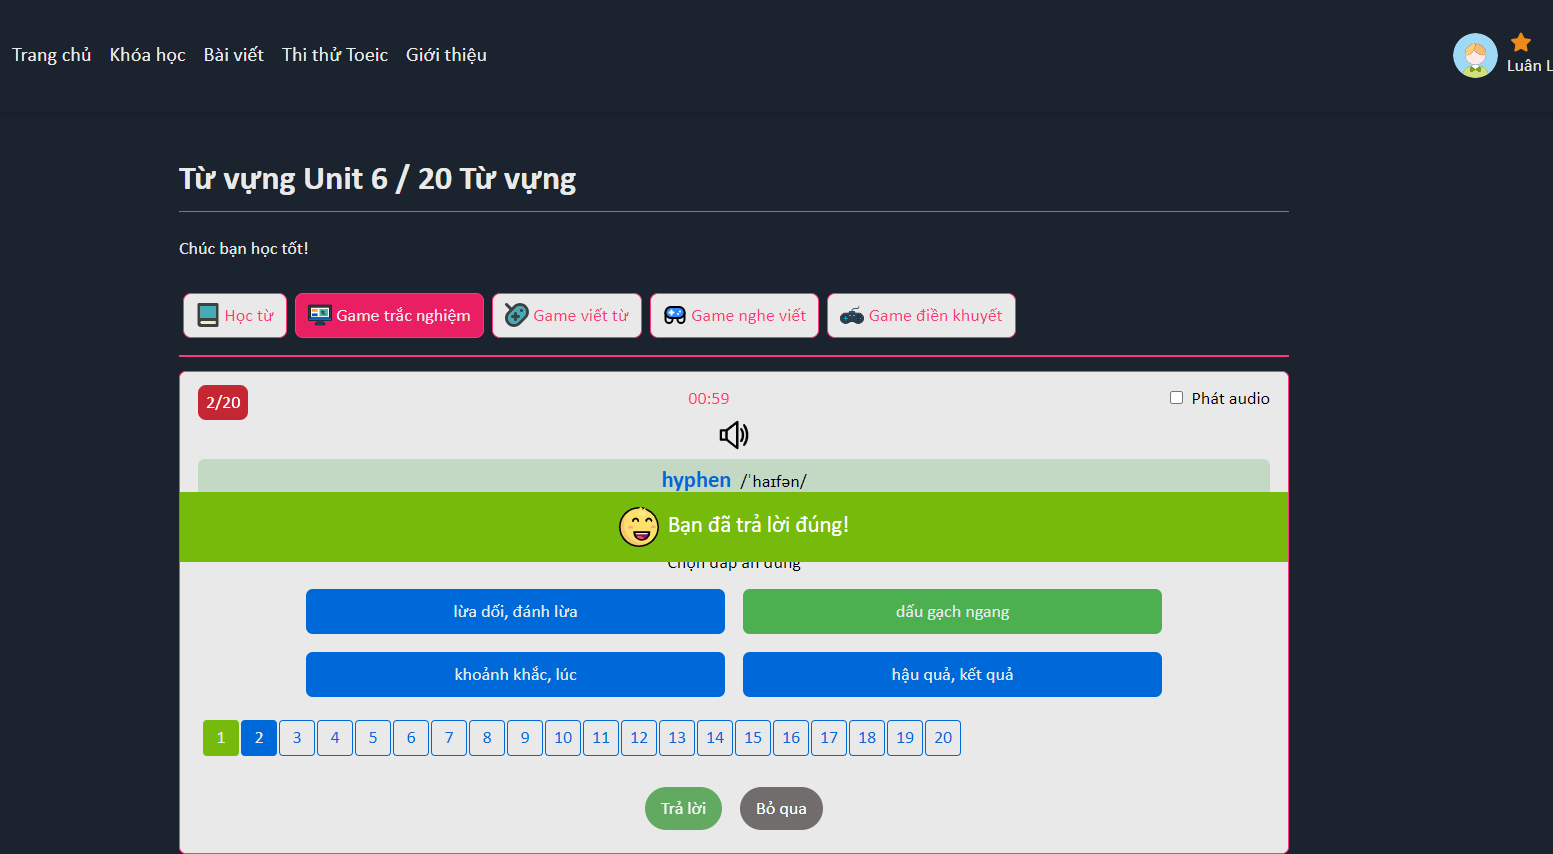 Trang chủ Khóa học Bài viết Thi thử Toeic Giới thiệu
Luân L
Từ vựng Unit 6 / 20 Từ vựng
Chúc bạn học tốt!
Học từ Game trắc nghiệm Game viết từ Game nghe viết Game điền khuyết
2/20 00:59 Phát audio
hyphen /ˈhaɪfən/
Bạn đã trả lời đúng!
Chọn đáp án đúng
lừa dối, đánh lừa dấu gạch ngang
khoảnh khắc, lúc hậu quả, kết quả
1 2 3 4 5 6 7 8 9 10 11 12 13 14 15 16 17 18 19 20
Trả lời Bỏ qua